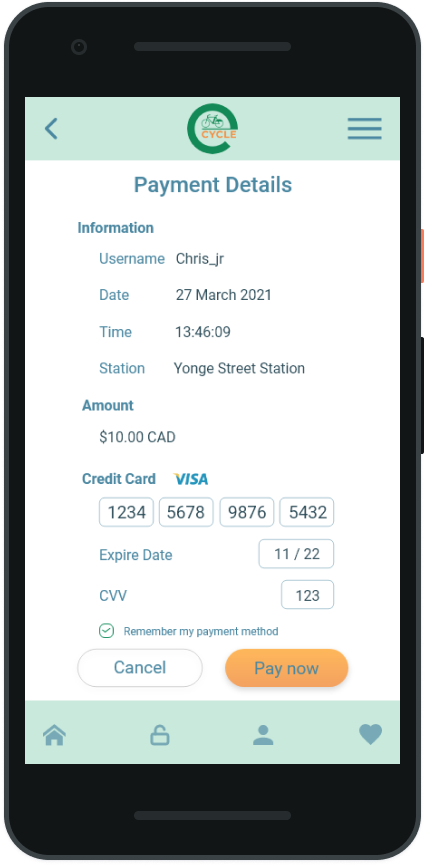 CYCLE
Payment Details
Information
Username Chris_jr
Date 27 March 2021
Time 13:46:09
Station Yonge Street Station
Amount
$10.00 CAD
Credit Card VISA
1234 5678 9876 5432
Expire Date 11 / 22
CVV 123
Remember my payment method
Cancel Pay now